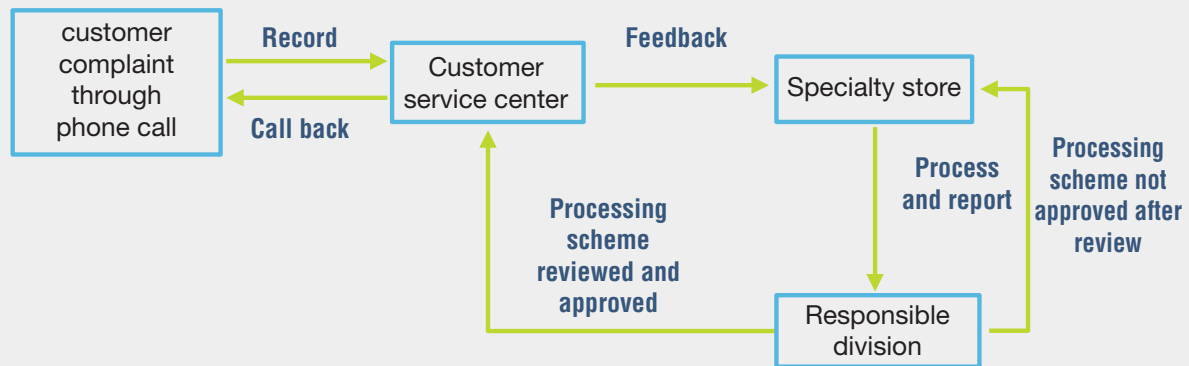 customer
complaint
through
phone call
Record
Call back
Customer
service center
Feedback
Specialty store
Process
and report
Processing
scheme not
approved after
review
Processing
scheme
reviewed and
approved
Responsible
division